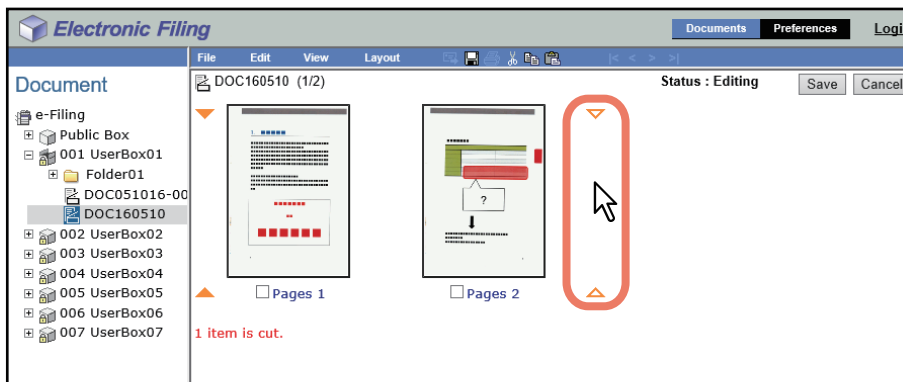 Electronic Filing
Documents Preferences Logi
File Edit View Layout |< < > >|
Document
DOC160510 (1/2)
Status : Editing Save Cancel
e-Filing
Public Box
001 UserBox01
Folder01
DOC051016-00
DOC160510
002 UserBox02
003 UserBox03
004 UserBox04
005 UserBox05
006 UserBox06
007 UserBox07
1.
?
Pages 1
Pages 2
1 item is cut.